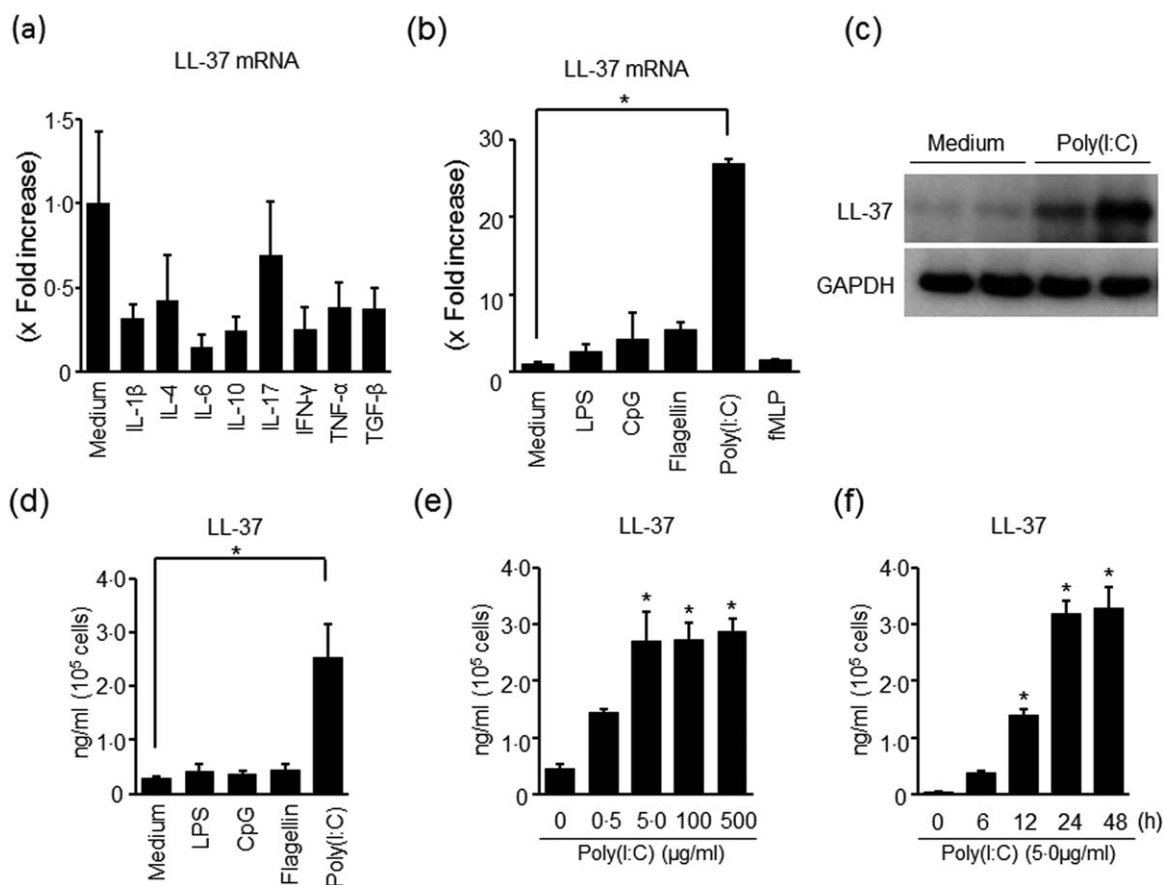 (a)
LL-37 mRNA
(x Fold increase)
1·5
1·0
0·5
0
Medium
IL-1β
IL-4
IL-6
IL-10
IL-17
IFN-γ
TNF-α
TGF-β
(b)
LL-37 mRNA
*
(x Fold increase)
30
20
10
0
Medium
LPS
CpG
Flagellin
Poly(I:C)
fMLP
(c)
Medium Poly(I:C)
LL-37
GAPDH
(d)
LL-37
*
ng/ml (10⁵ cells)
4·0
3·0
2·0
1·0
0
Medium
LPS
CpG
Flagellin
Poly(I:C)
(e)
LL-37
* * *
ng/ml (10⁵ cells)
4·0
3·0
2·0
1·0
0
0 0·5 5·0 100 500
Poly(I:C) (µg/ml)
(f)
LL-37
* * *
ng/ml (10⁵ cells)
4·0
3·0
2·0
1·0
0
0 6 12 24 48 (h)
Poly(I:C) (5·0µg/ml)